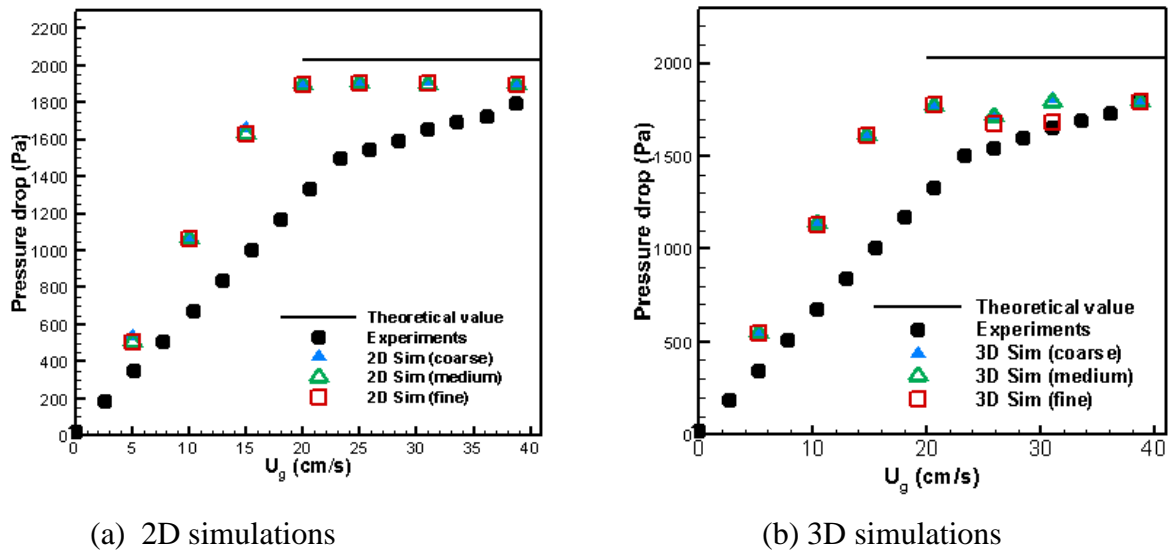 2200
2000
1800
1600
1400
1200
1000
800
600
400
200
0
Pressure drop (Pa)
Theoretical value
Experiments
2D Sim (coarse)
2D Sim (medium)
2D Sim (fine)
0 5 10 15 20 25 30 35 40
Ug (cm/s)
(a) 2D simulations
2000
1500
1000
500
0
Pressure drop (Pa)
Theoretical value
Experiments
3D Sim (coarse)
3D Sim (medium)
3D Sim (fine)
0 10 20 30 40
Ug (cm/s)
(b) 3D simulations